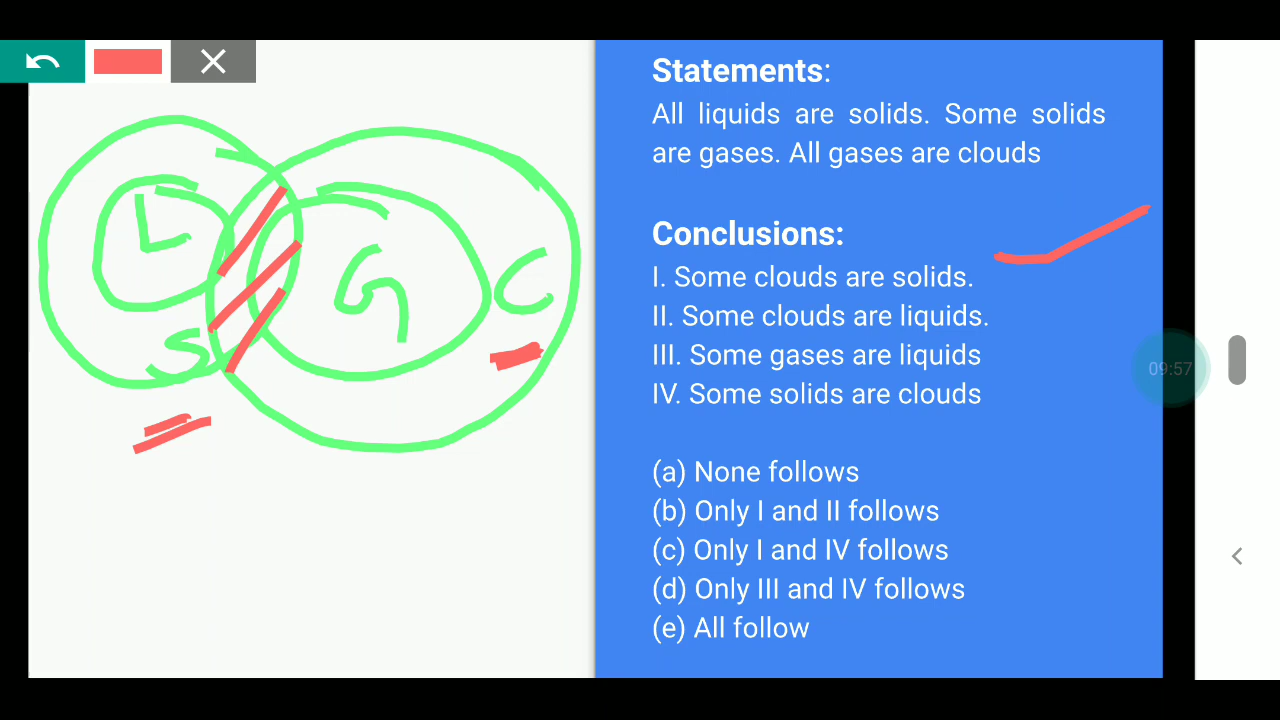 Statements:
All liquids are solids. Some solids
are gases. All gases are clouds
Conclusions:
I. Some clouds are solids.
II. Some clouds are liquids.
III. Some gases are liquids
IV. Some solids are clouds
(a) None follows
(b) Only I and II follows
(c) Only I and IV follows
(d) Only III and IV follows
(e) All follow
L
G
C
S
09:57